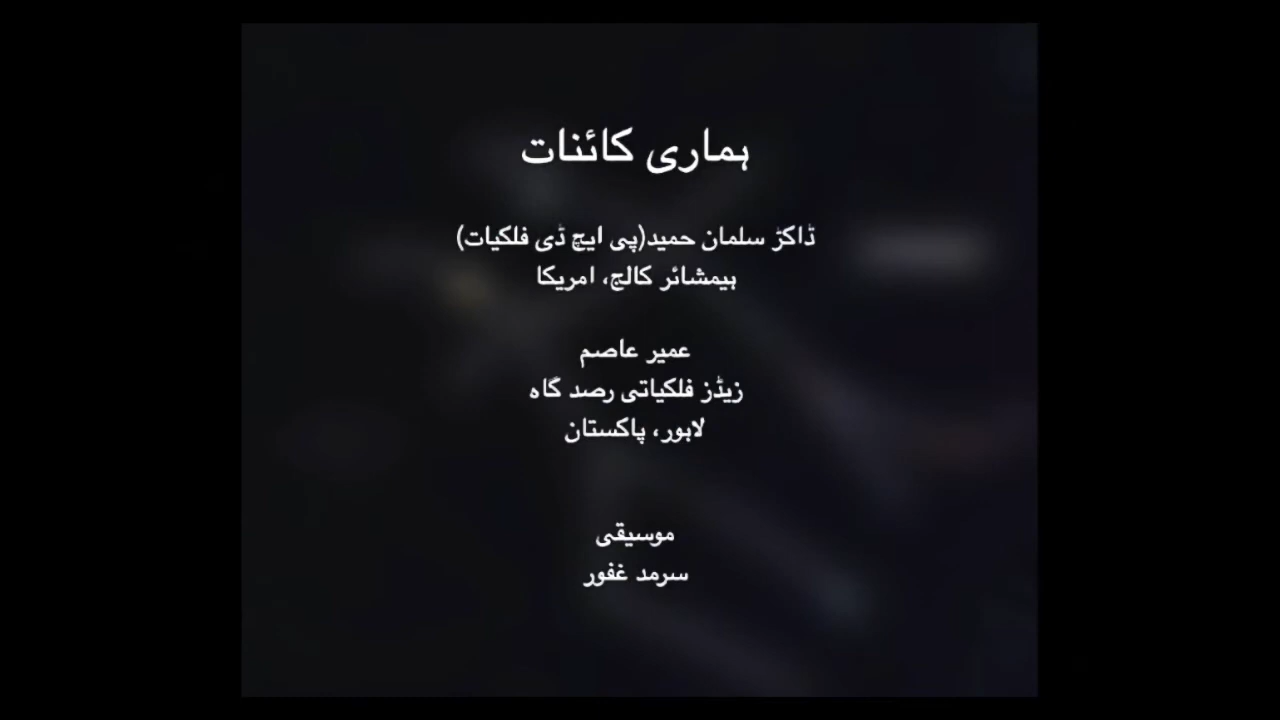 ہماری کائنات
ڈاکڑ سلمان حمید(پی ایچ ڈی فلکیات)
ہیمشائر کالج، امریکا
عمیر عاصم
زیڈز فلکیاتی رصد گاہ
لاہور، پاکستان
موسیقی
سرمد غفور